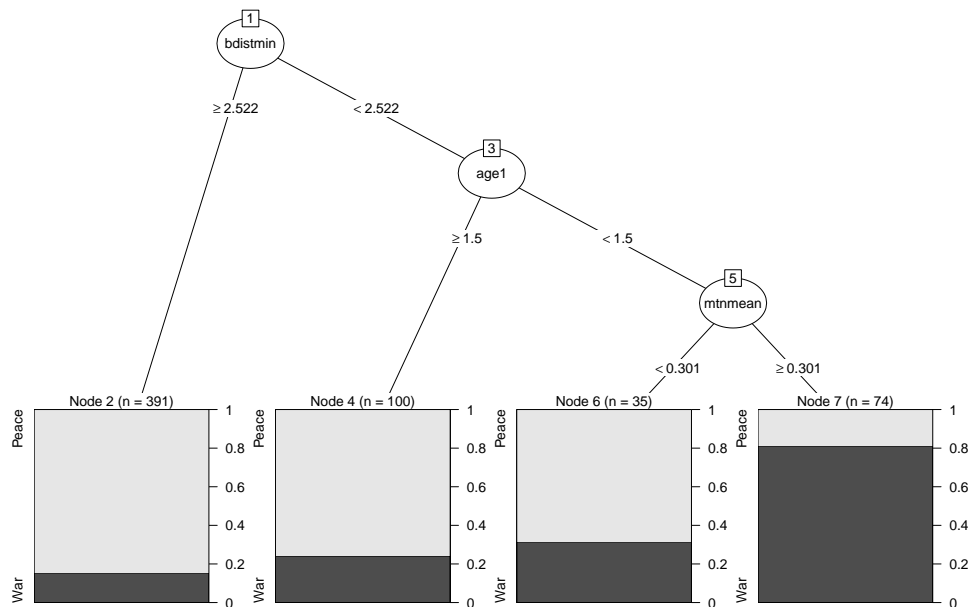 1
bdistmin
≥ 2.522
< 2.522
3
age1
≥ 1.5
< 1.5
5
mtnmean
< 0.301
≥ 0.301
Node 2 (n = 391)
Peace
War
1
0.8
0.6
0.4
0.2
0
Node 4 (n = 100)
Peace
War
1
0.8
0.6
0.4
0.2
0
Node 6 (n = 35)
Peace
War
1
0.8
0.6
0.4
0.2
0
Node 7 (n = 74)
Peace
War
1
0.8
0.6
0.4
0.2
0